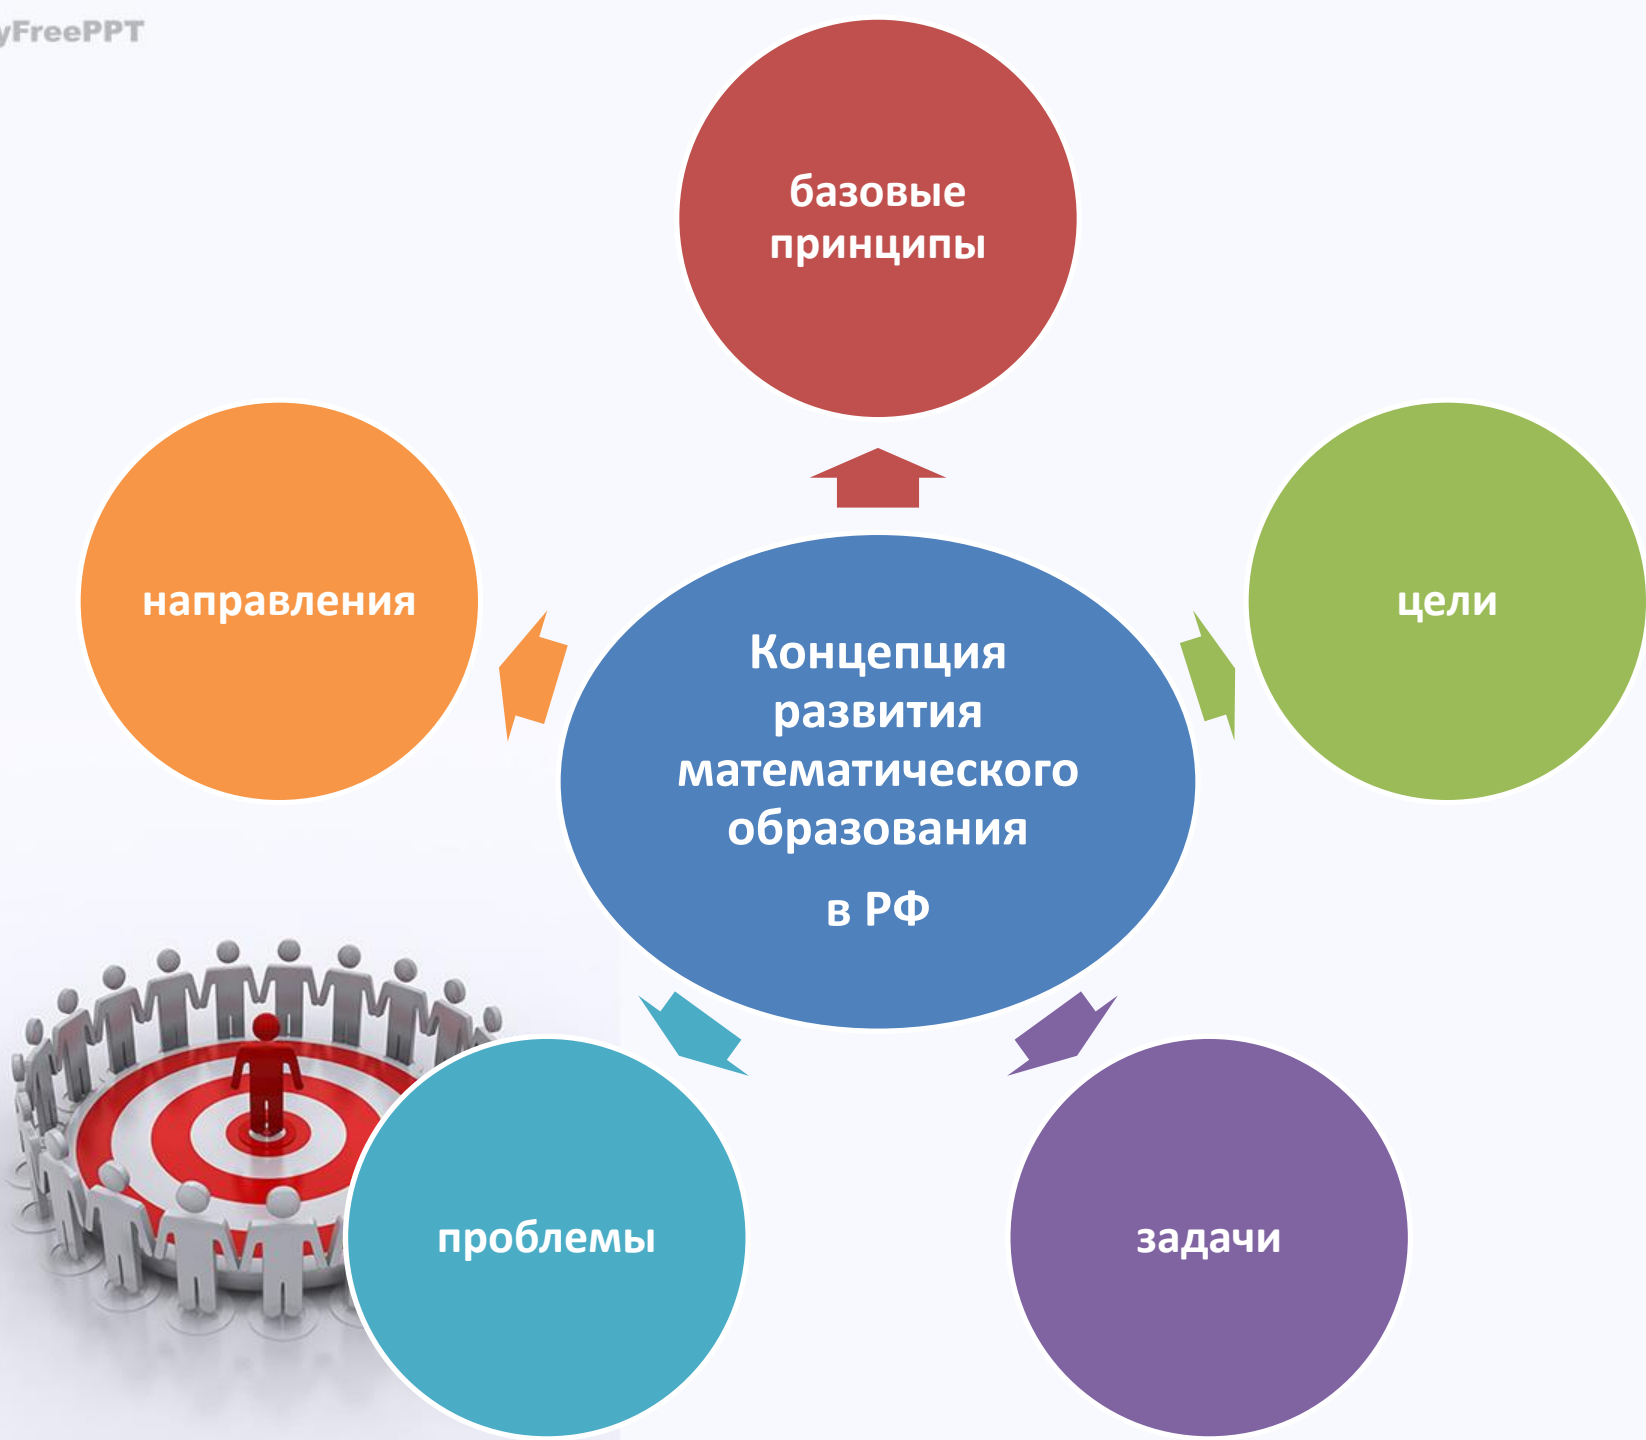 yFreePPT
базовые
принципы
направления
цели
Концепция
развития
математического
образования
в РФ
проблемы
задачи